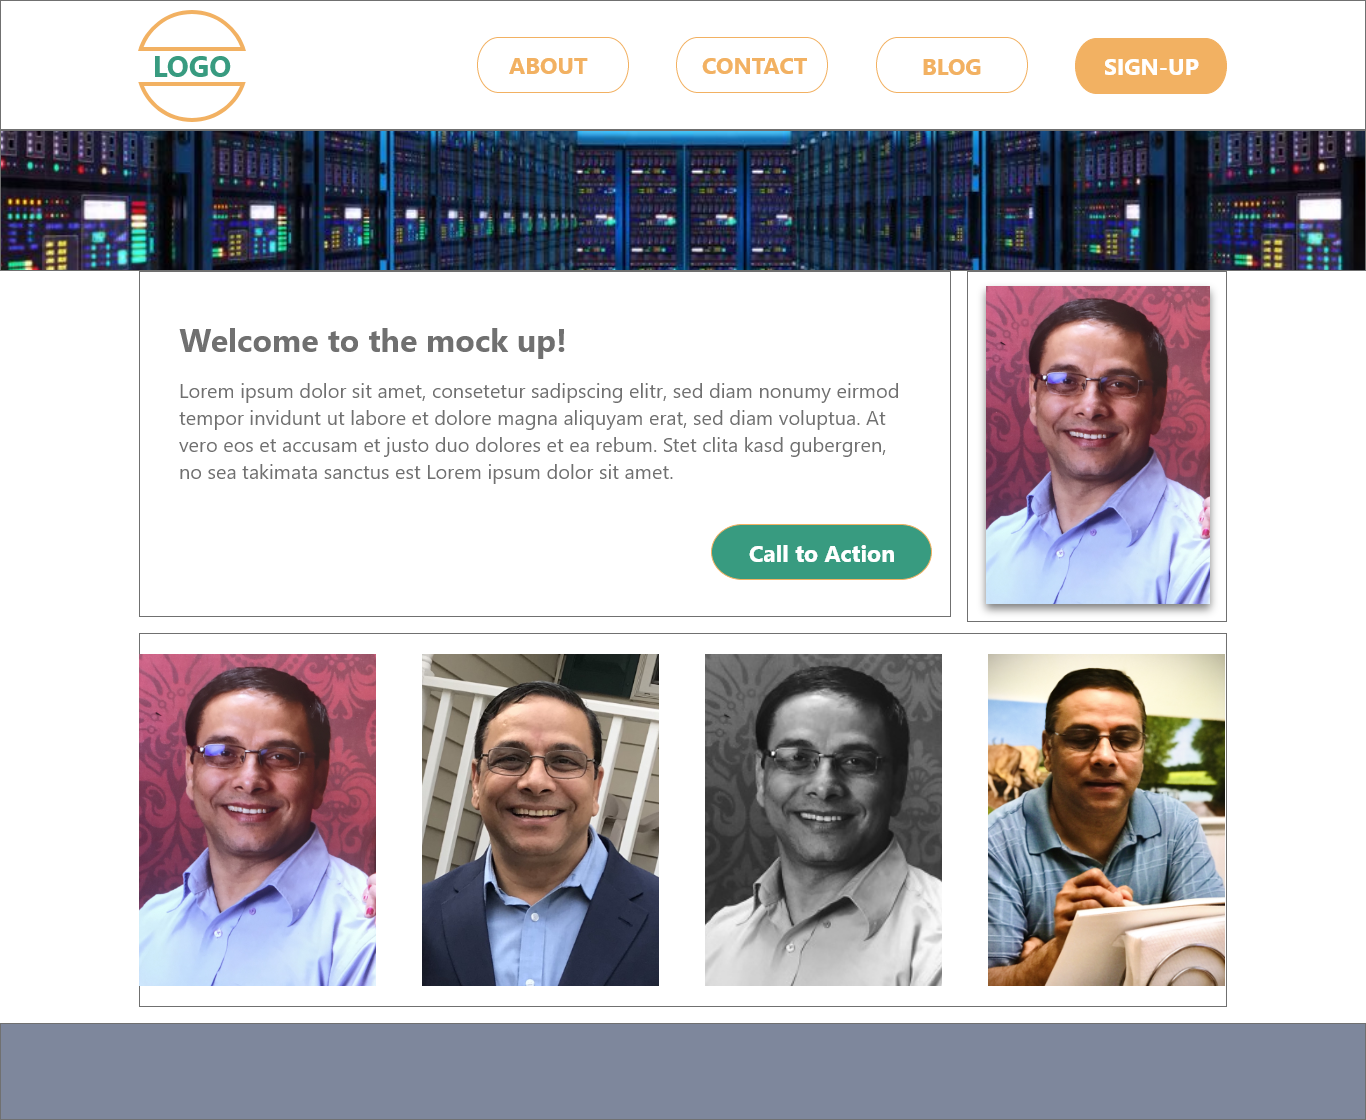 LOGO
ABOUT
CONTACT
BLOG
SIGN-UP
Welcome to the mock up!
Lorem ipsum dolor sit amet, consetetur sadipscing elitr, sed diam nonumy eirmod
tempor invidunt ut labore et dolore magna aliquyam erat, sed diam voluptua. At
vero eos et accusam et justo duo dolores et ea rebum. Stet clita kasd gubergren,
no sea takimata sanctus est Lorem ipsum dolor sit amet.
Call to Action